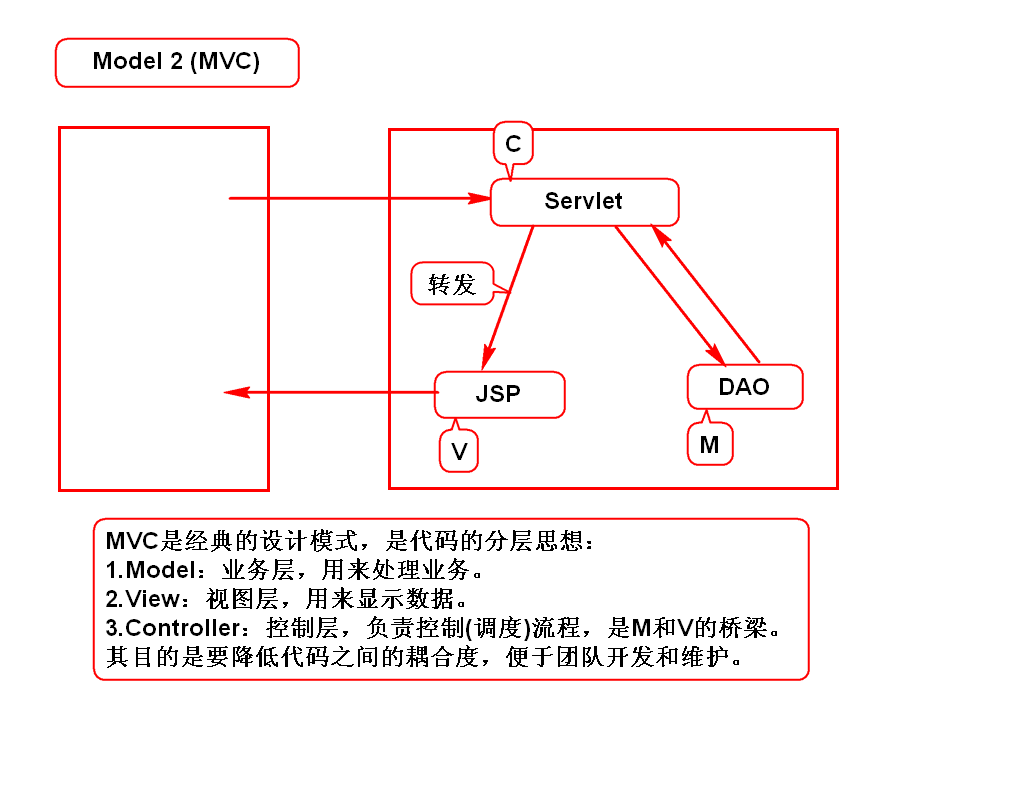 Model 2 (MVC)
C
Servlet
转发
JSP
DAO
V
M
MVC是经典的设计模式，是代码的分层思想：
1.Model：业务层，用来处理业务。
2.View：视图层，用来显示数据。
3.Controller：控制层，负责控制(调度)流程，是M和V的桥梁。
其目的是要降低代码之间的耦合度，便于团队开发和维护。